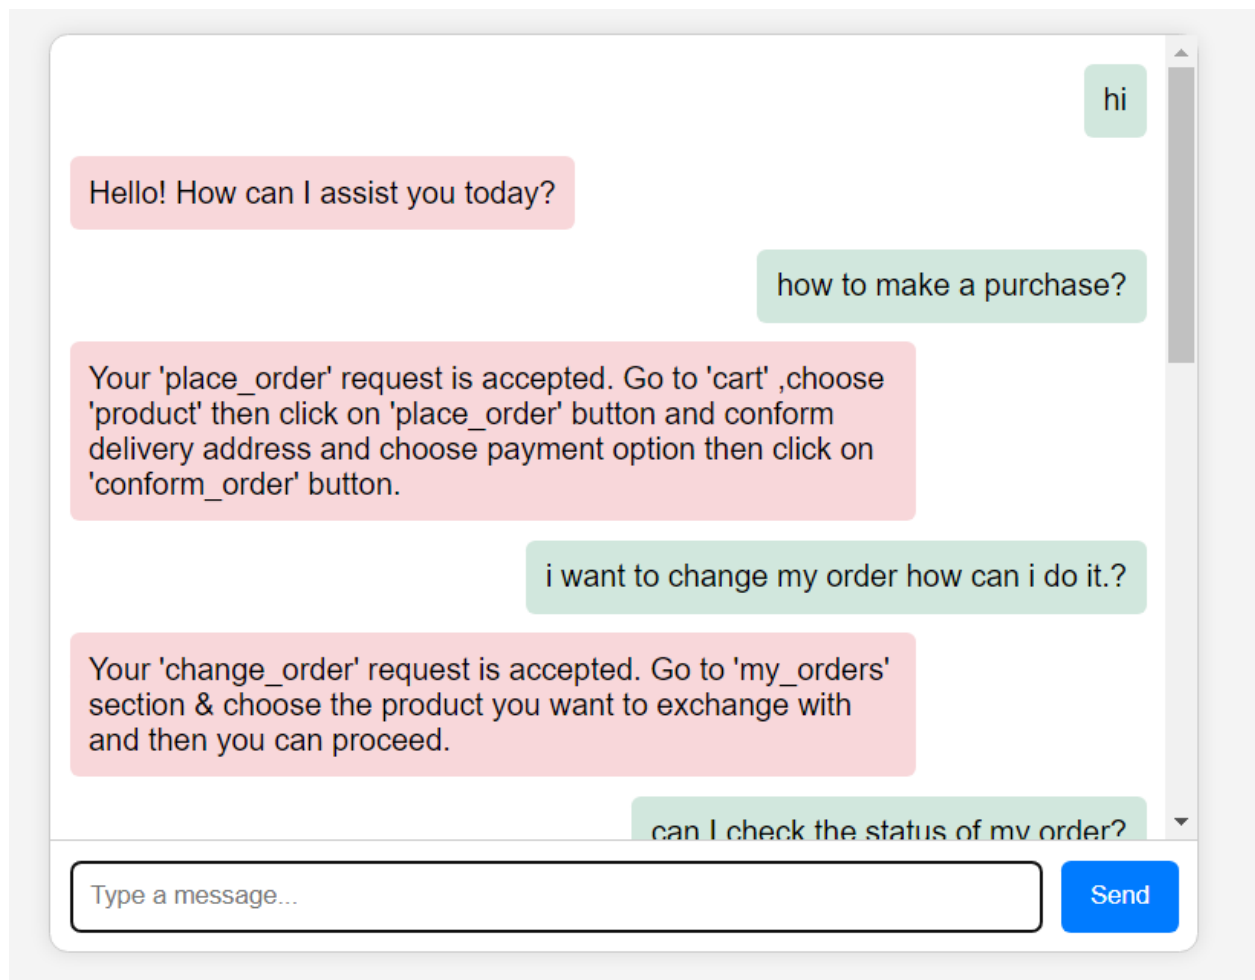 hi
Hello! How can I assist you today?
how to make a purchase?
Your 'place_order' request is accepted. Go to 'cart' ,choose
'product' then click on 'place_order' button and conform
delivery address and choose payment option then click on
'conform_order' button.
i want to change my order how can i do it.?
Your 'change_order' request is accepted. Go to 'my_orders'
section & choose the product you want to exchange with
and then you can proceed.
can I check the status of my order?
Type a message...
Send